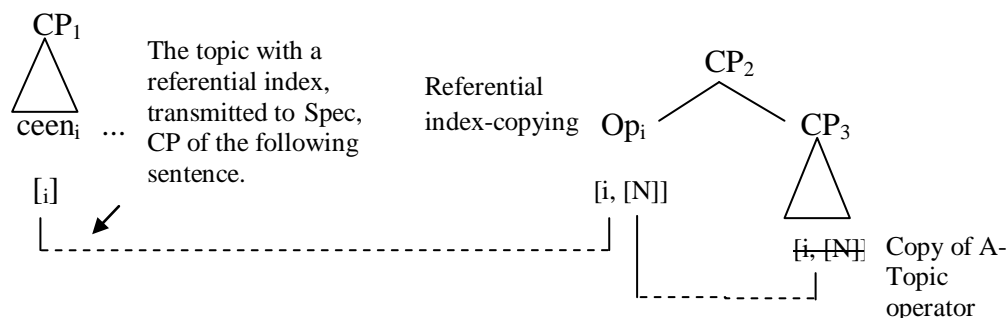 CP₁
The topic with a
referential index,
transmitted to Spec,
CP of the following
sentence.
ceenᵢ ...
[ᵢ]
Referential
index-copying
CP₂
Opᵢ
CP₃
[i, [N]]
[i, [N]]
Copy of A-
Topic
operator